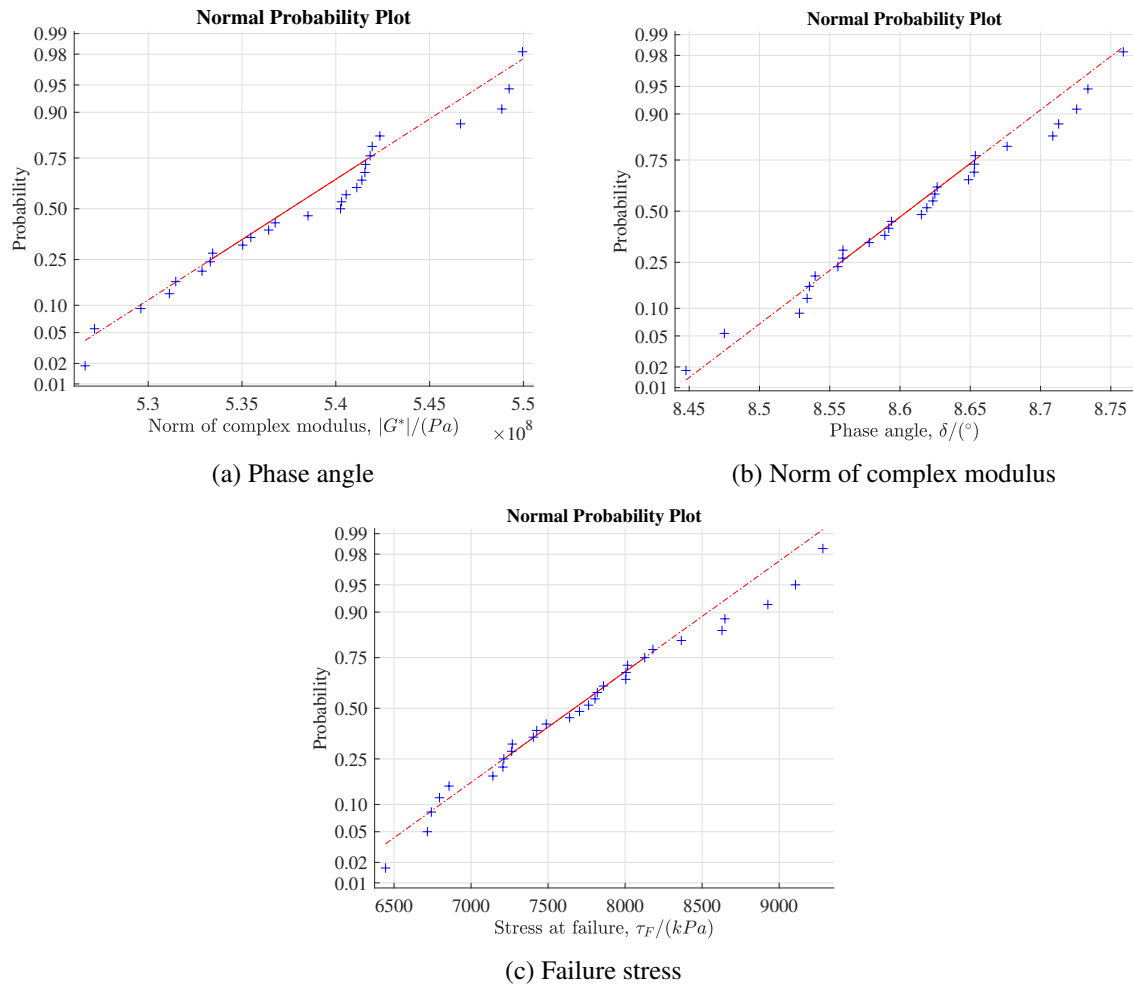 Normal Probability Plot
0.99
0.98
0.95
0.90
0.75
0.50
0.25
0.10
0.05
0.02
0.01
Probability
5.3 5.35 5.4 5.45 5.5
Norm of complex modulus, |G*|/(Pa)
×10^8
(a) Phase angle
Normal Probability Plot
0.99
0.98
0.95
0.90
0.75
0.50
0.25
0.10
0.05
0.02
0.01
Probability
8.45 8.5 8.55 8.6 8.65 8.7 8.75
Phase angle, δ/(°)
(b) Norm of complex modulus
Normal Probability Plot
0.99
0.98
0.95
0.90
0.75
0.50
0.25
0.10
0.05
0.02
0.01
Probability
6500 7000 7500 8000 8500 9000
Stress at failure, τ_F/(kPa)
(c) Failure stress